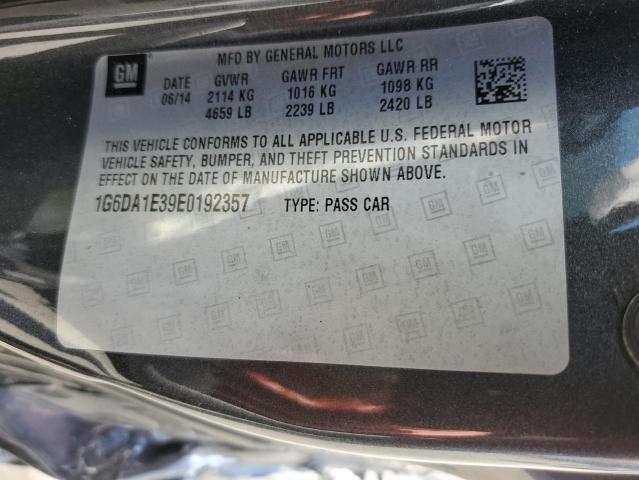 GM
MFD BY GENERAL MOTORS LLC
DATE GVWR GAWR FRT GAWR RR
06/14 2114 KG 1016 KG 1098 KG
4659 LB 2239 LB 2420 LB
THIS VEHICLE CONFORMS TO ALL APPLICABLE U.S. FEDERAL MOTOR
VEHICLE SAFETY, BUMPER, AND THEFT PREVENTION STANDARDS IN
EFFECT ON THE DATE OF MANUFACTURE SHOWN ABOVE.
1G6DA1E39E0192357 TYPE: PASS CAR